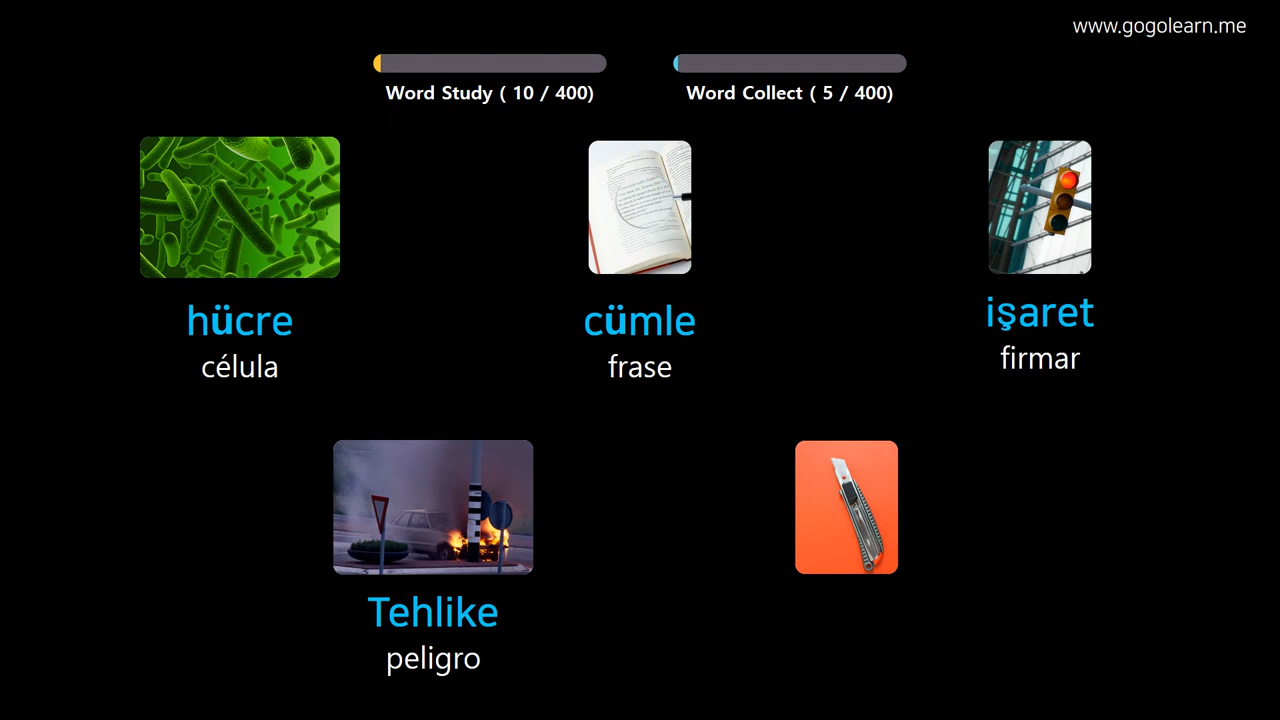 www.gogolearn.me
Word Study ( 10 / 400)
Word Collect ( 5 / 400)
hücre
célula
cümle
frase
işaret
firmar
Tehlike
peligro